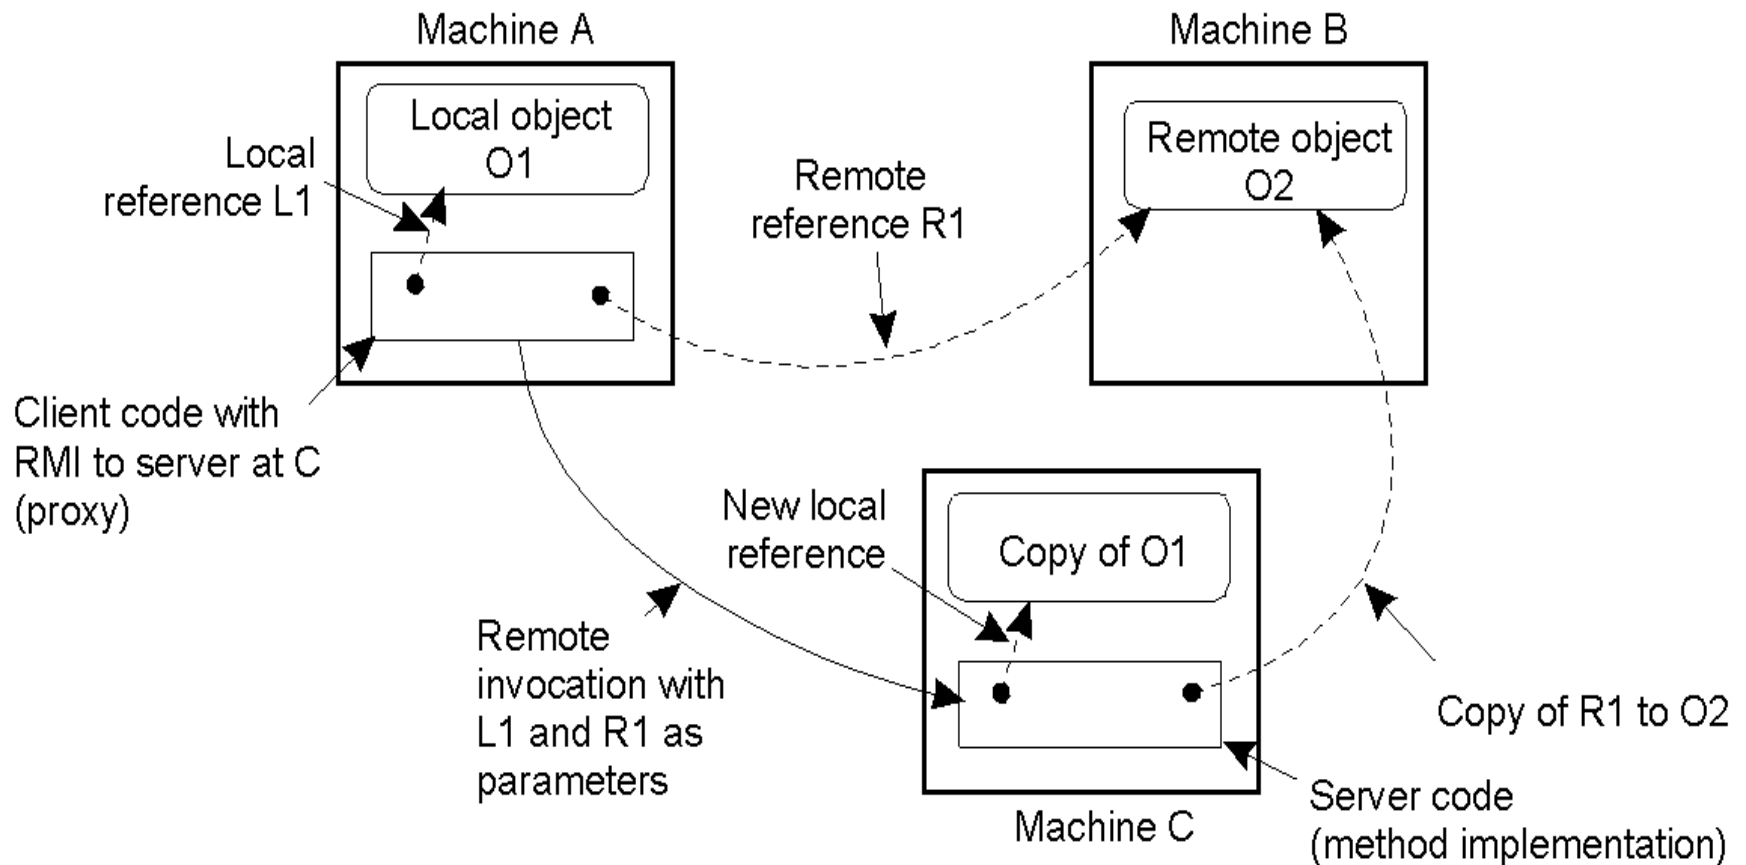 Machine A
Machine B
Local object
O1
Remote object
O2
Local
reference L1
Remote
reference R1
Client code with
RMI to server at C
(proxy)
New local
reference
Copy of O1
Remote
invocation with
L1 and R1 as
parameters
Copy of R1 to O2
Machine C
Server code
(method implementation)